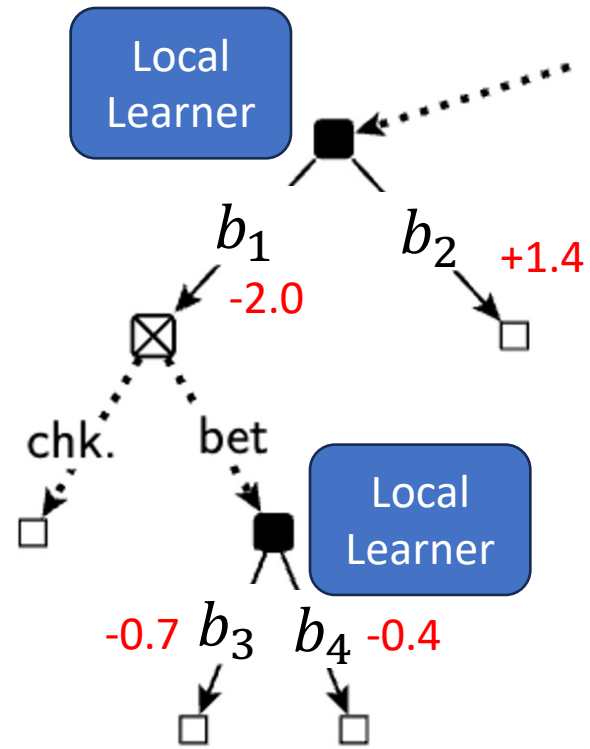 Local
Learner
b₁
b₂
+1.4
-2.0
chk.
bet
Local
Learner
-0.7 b₃
b₄ -0.4